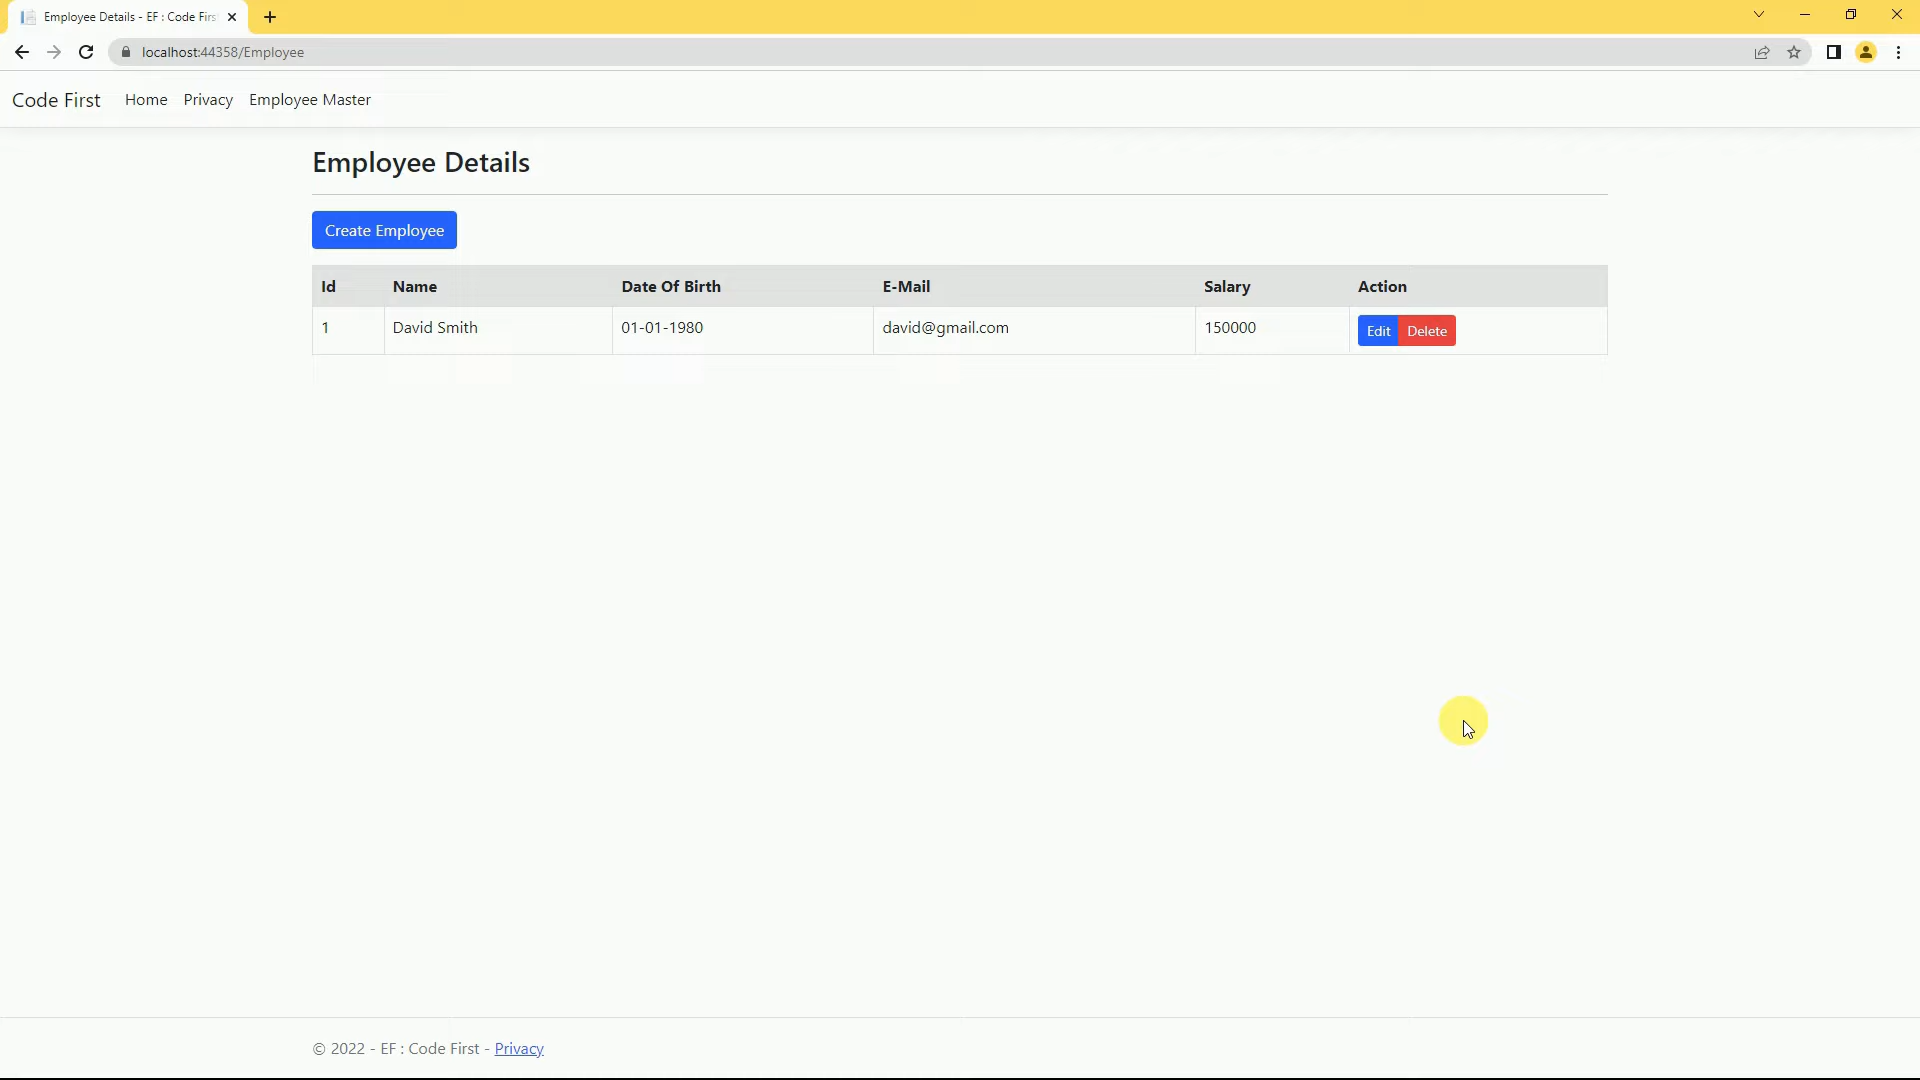 Employee Details - EF : Code Firs
localhost:44358/Employee
Code First Home Privacy Employee Master
Employee Details
Create Employee
Id Name Date Of Birth E-Mail Salary Action
1 David Smith 01-01-1980 david@gmail.com 150000 Edit Delete
© 2022 - EF : Code First - Privacy